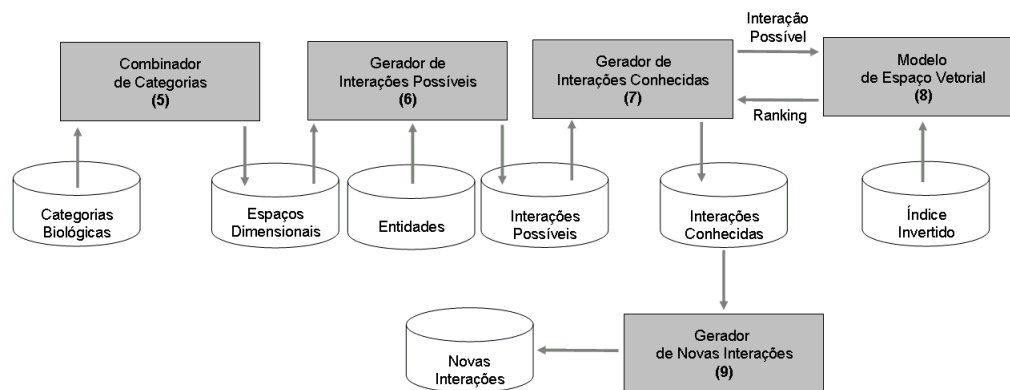 Combinador
de Categorias
(5)
Gerador de
Interações Possíveis
(6)
Gerador de
Interações Conhecidas
(7)
Interação
Possível
Ranking
Modelo
de Espaço Vetorial
(8)
Categorias
Biológicas
Espaços
Dimensionais
Entidades
Interações
Possíveis
Interações
Conhecidas
Índice
Invertido
Novas
Interações
Gerador
de Novas Interações
(9)